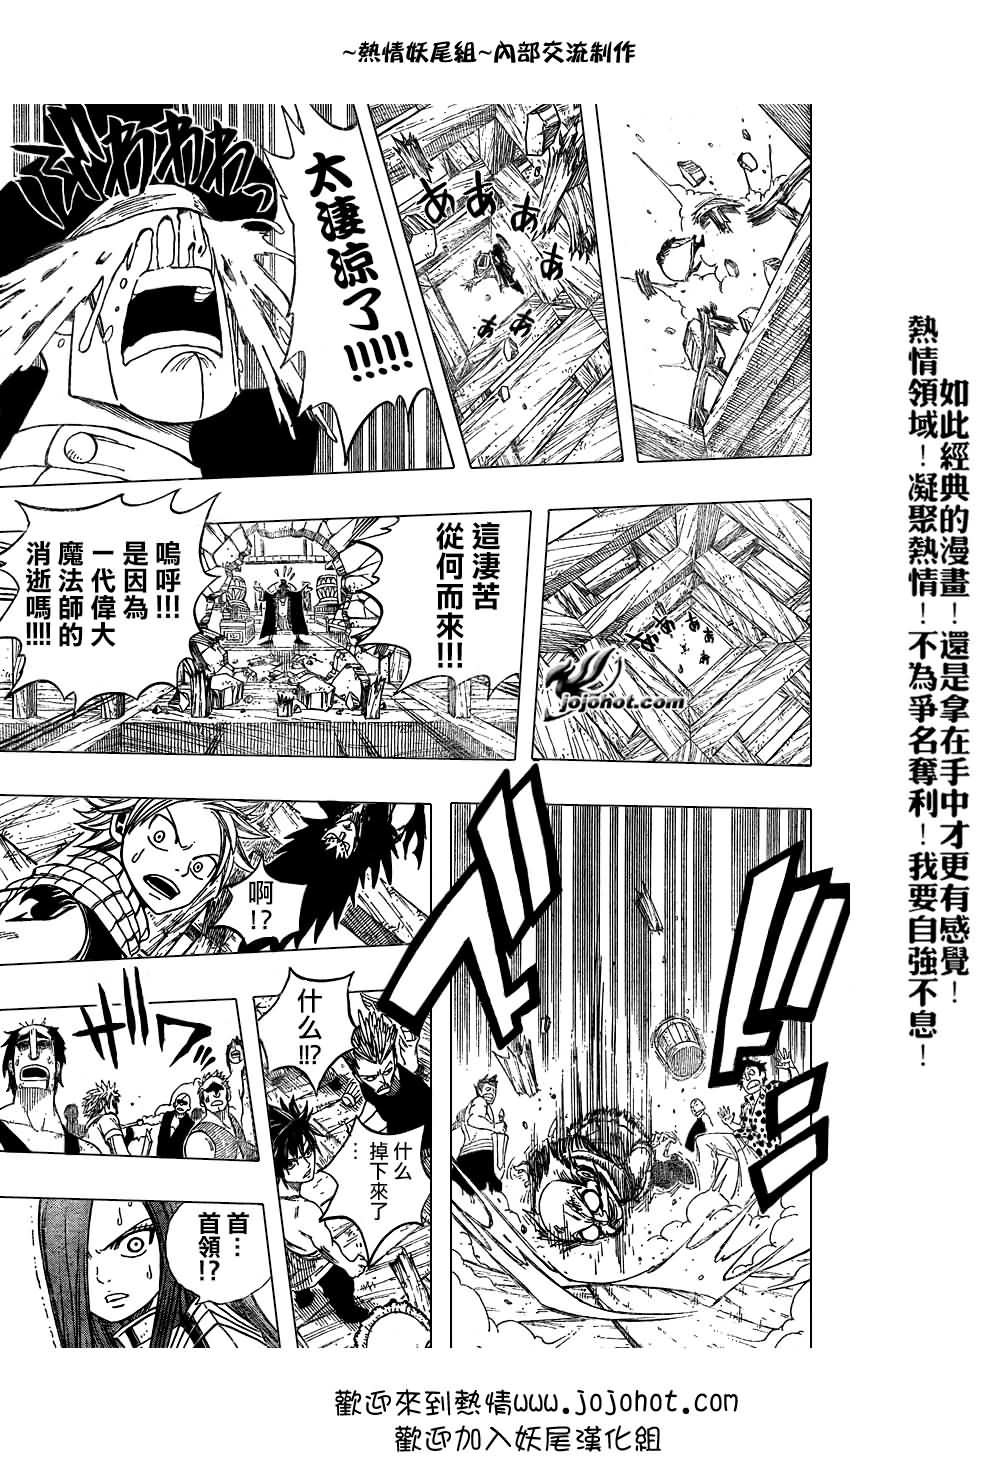 ~熱情妖尾組~內部交流制作
あ
あ
あ
あ
あ
あ
太淒涼了!!!!!
わわわっ
這淒苦
從何而來!!!
嗚呼!!!
是因為
一代偉大
魔法師的
消逝嗎!!!!
jojohot.com
啊!?
什么!!!?
什么
掉下來了
…
ザワ
首…
首領!?
如此經典的漫畫!還是拿在手中才更有感覺!
熱情領域!凝聚熱情!不為爭名奪利!我要自強不息!
歡迎來到熱情www.jojohot.com
歡迎加入妖尾漢化組